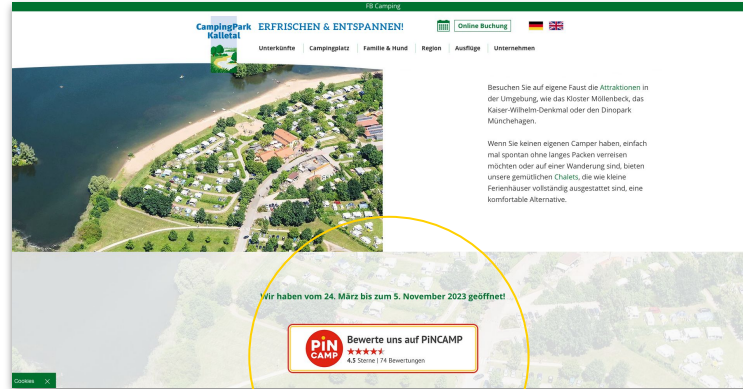 FB Camping
CampingPark
Kalletal
ERFRISCHEN & ENTSPANNEN!
Online Buchung
Unterkünfte
Campingplatz
Familie & Hund
Region
Ausflüge
Unternehmen
Besuchen Sie auf eigene Faust die Attraktionen in
der Umgebung, wie das Kloster Möllenbeck, das
Kaiser-Wilhelm-Denkmal oder den Dinopark
Münchehagen.
Wenn Sie keinen eigenen Camper haben, einfach
mal spontan ohne langes Packen verreisen
möchten oder auf einer Wanderung sind, bieten
unsere gemütlichen Chalets, die wie kleine
Ferienhäuser vollständig ausgestattet sind, eine
komfortable Alternative.
Wir haben vom 24. März bis zum 5. November 2023 geöffnet!
PiN
CAMP
Bewerte uns auf PiNCAMP
4.5 Sterne | 74 Bewertungen
Cookies X